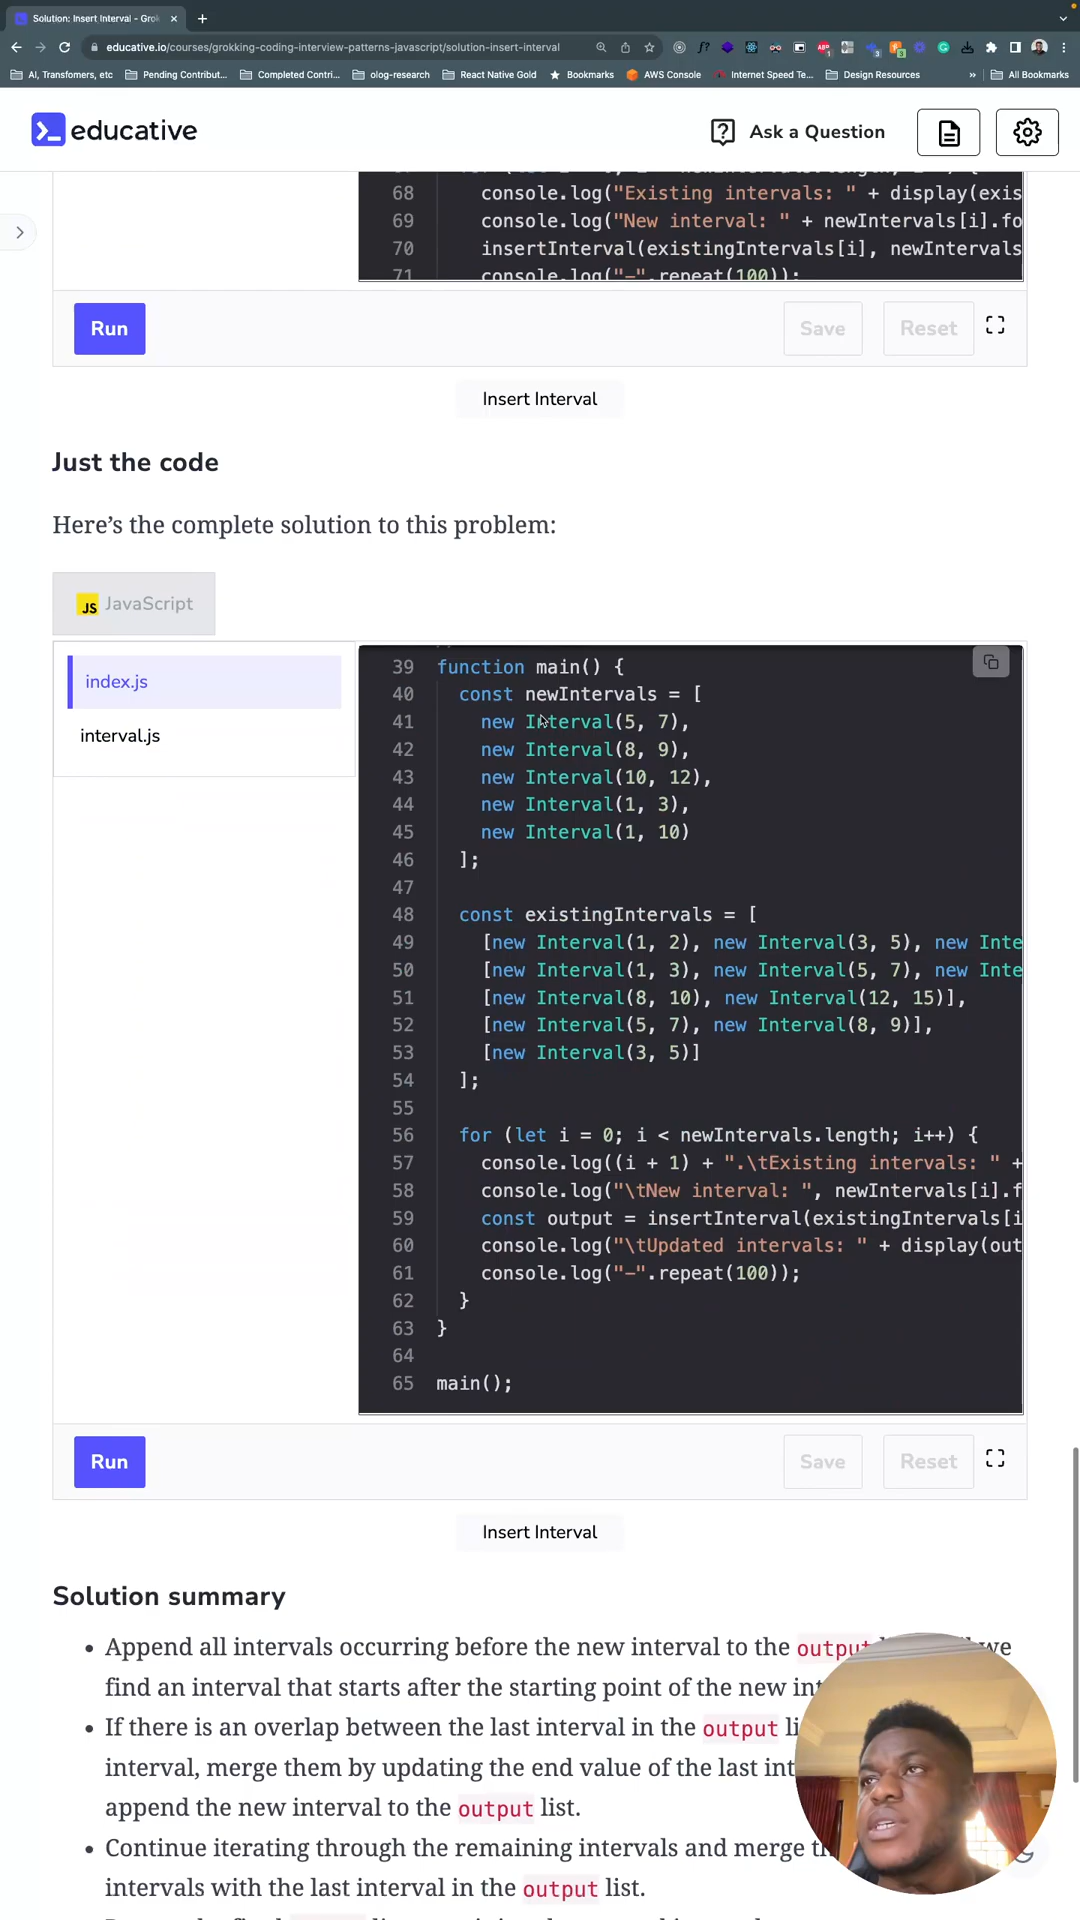 Solution: Insert Interval - Grok
educative.io/courses/grokking-coding-interview-patterns-javascript/solution-insert-interval
AI, Transfomers, etc
Pending Contribut...
Completed Contri...
olog-research
React Native Gold
Bookmarks
AWS Console
Internet Speed Te...
Design Resources
»
All Bookmarks
educative
Ask a Question
68 console.log("Existing intervals: " + display(exis
69 console.log("New interval: " + newIntervals[i].fo
70 insertInterval(existingIntervals[i], newIntervals
71 console.log("-".repeat(100));
Run
Save
Reset
Insert Interval
Just the code
Here’s the complete solution to this problem:
JS JavaScript
index.js
interval.js
39 function main() {
40 const newIntervals = [
41 new Interval(5, 7),
42 new Interval(8, 9),
43 new Interval(10, 12),
44 new Interval(1, 3),
45 new Interval(1, 10)
46 ];
47
48 const existingIntervals = [
49 [new Interval(1, 2), new Interval(3, 5), new Inte
50 [new Interval(1, 3), new Interval(5, 7), new Inte
51 [new Interval(8, 10), new Interval(12, 15)],
52 [new Interval(5, 7), new Interval(8, 9)],
53 [new Interval(3, 5)]
54 ];
55
56 for (let i = 0; i < newIntervals.length; i++) {
57 console.log((i + 1) + ".\tExisting intervals: " +
58 console.log("\tNew interval: ", newIntervals[i].f
59 const output = insertInterval(existingIntervals[i
60 console.log("\tUpdated intervals: " + display(out
61 console.log("-".repeat(100));
62 }
63 }
64
65 main();
Run
Save
Reset
Insert Interval
Solution summary
• Append all intervals occurring before the new interval to the output we
find an interval that starts after the starting point of the new
• If there is an overlap between the last interval in the output
interval, merge them by updating the end value of the last
append the new interval to the output list.
• Continue iterating through the remaining intervals and merge
intervals with the last interval in the output list.